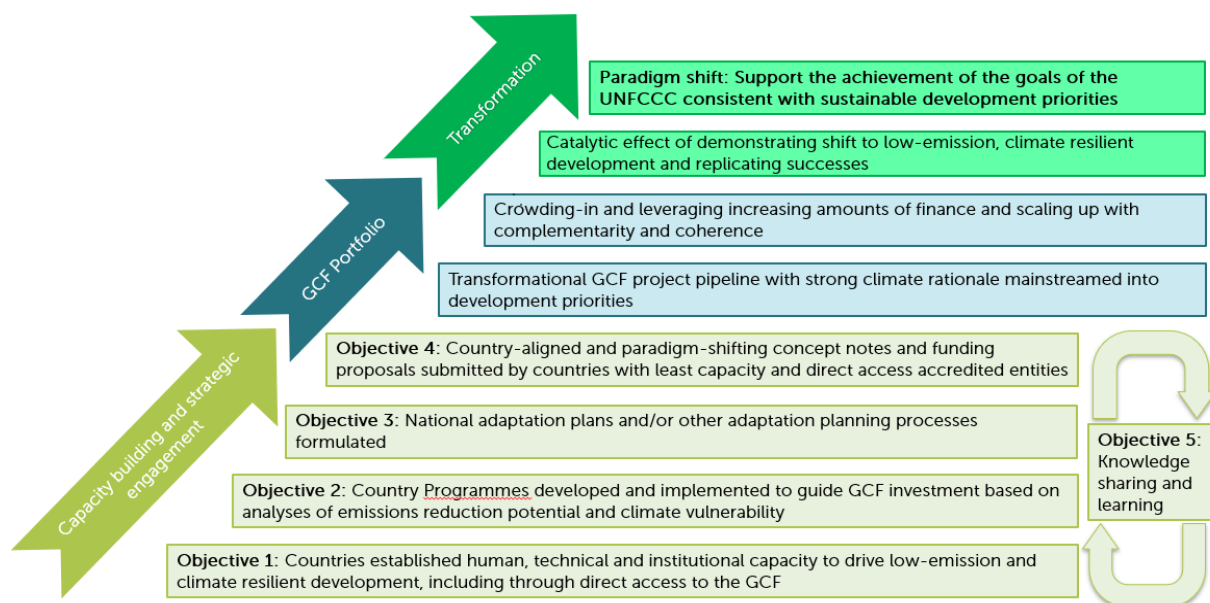 Paradigm shift: Support the achievement of the goals of the
UNFCCC consistent with sustainable development priorities
Transformation
Catalytic effect of demonstrating shift to low-emission, climate resilient
development and replicating successes
Crowding-in and leveraging increasing amounts of finance and scaling up with
complementarity and coherence
GCF Portfolio
Transformational GCF project pipeline with strong climate rationale mainstreamed into
development priorities
Objective 4: Country-aligned and paradigm-shifting concept notes and funding
proposals submitted by countries with least capacity and direct access accredited entities
Capacity building and strategic
engagement
Objective 3: National adaptation plans and/or other adaptation planning processes
formulated
Objective 5:
Knowledge
sharing and
learning
Objective 2: Country Programmes developed and implemented to guide GCF investment based on
analyses of emissions reduction potential and climate vulnerability
Objective 1: Countries established human, technical and institutional capacity to drive low-emission and
climate resilient development, including through direct access to the GCF